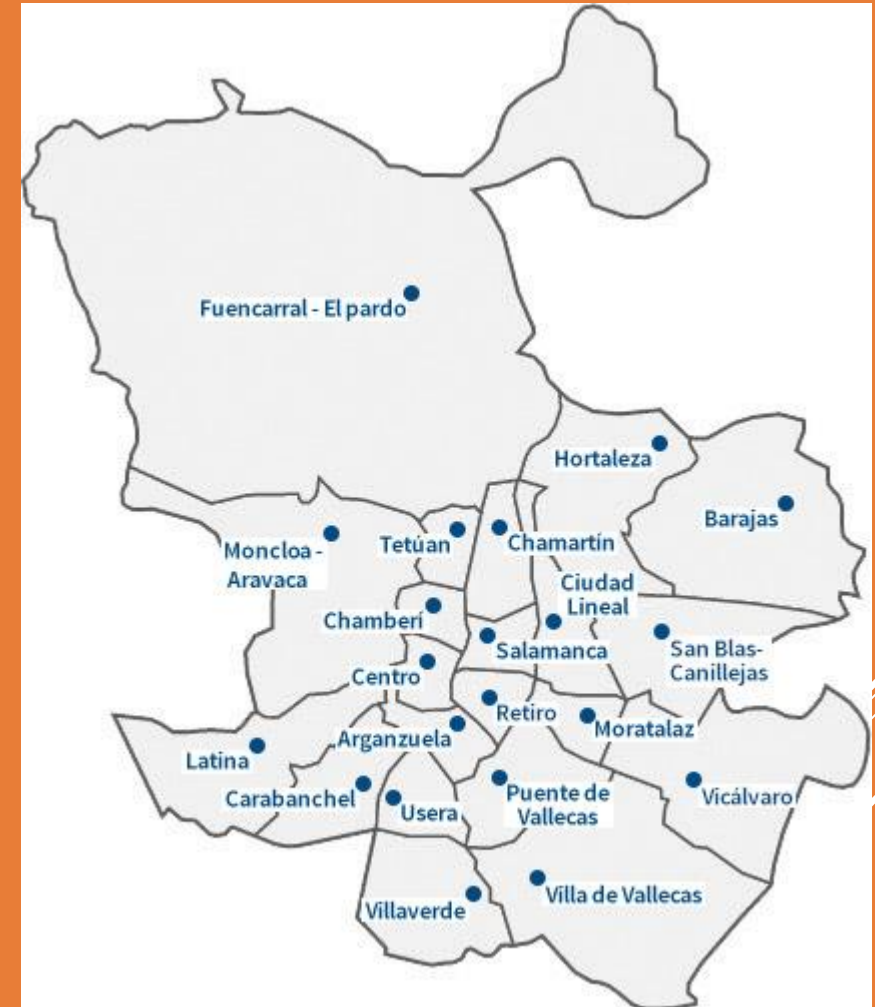 Fuencarral - El pardo
Hortaleza
Barajas
Tetúan
Chamartín
Moncloa -
Aravaca
Ciudad
Lineal
Chamberí
Salamanca
San Blas-
Canillejas
Centro
Retiro
Moratalaz
Arganzuela
Latina
Carabanchel
Usera
Puente de
Vallecas
Vicálvaro
Villa de Vallecas
Villaverde